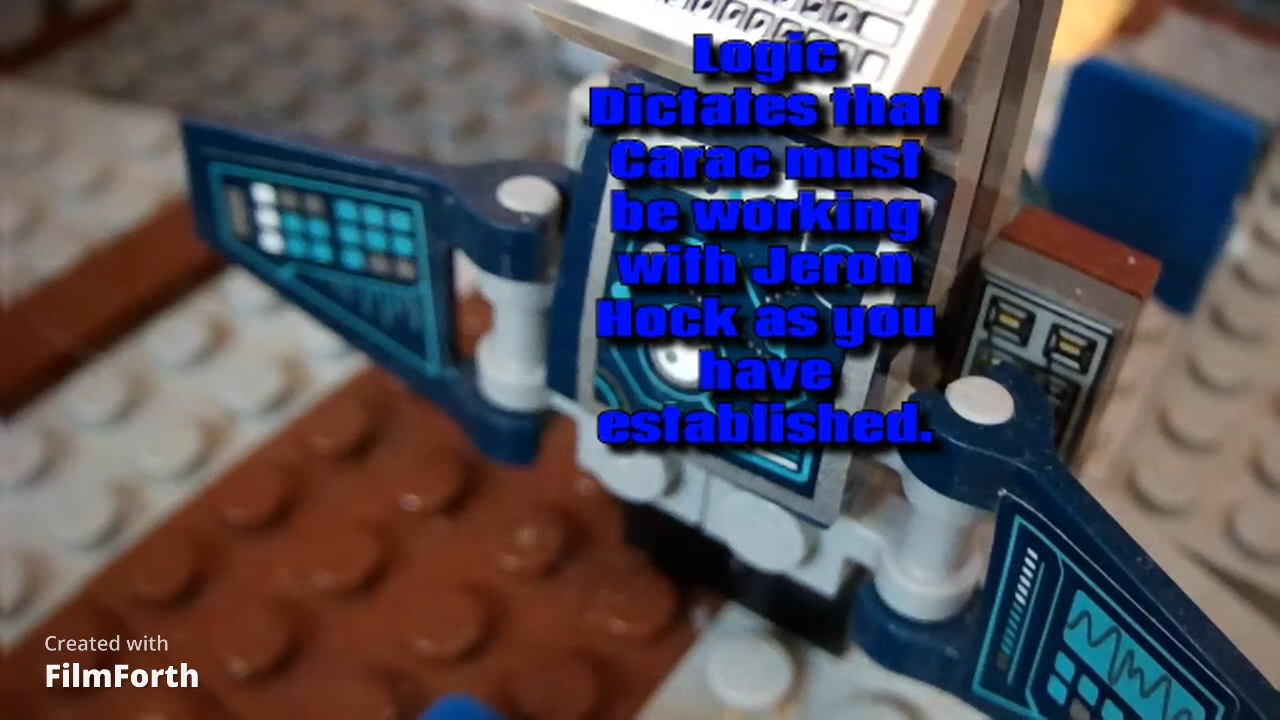 Logic
Dictates that
Carac must
be working
with Jeron
Hock as you
have
established.
Created with
FilmForth